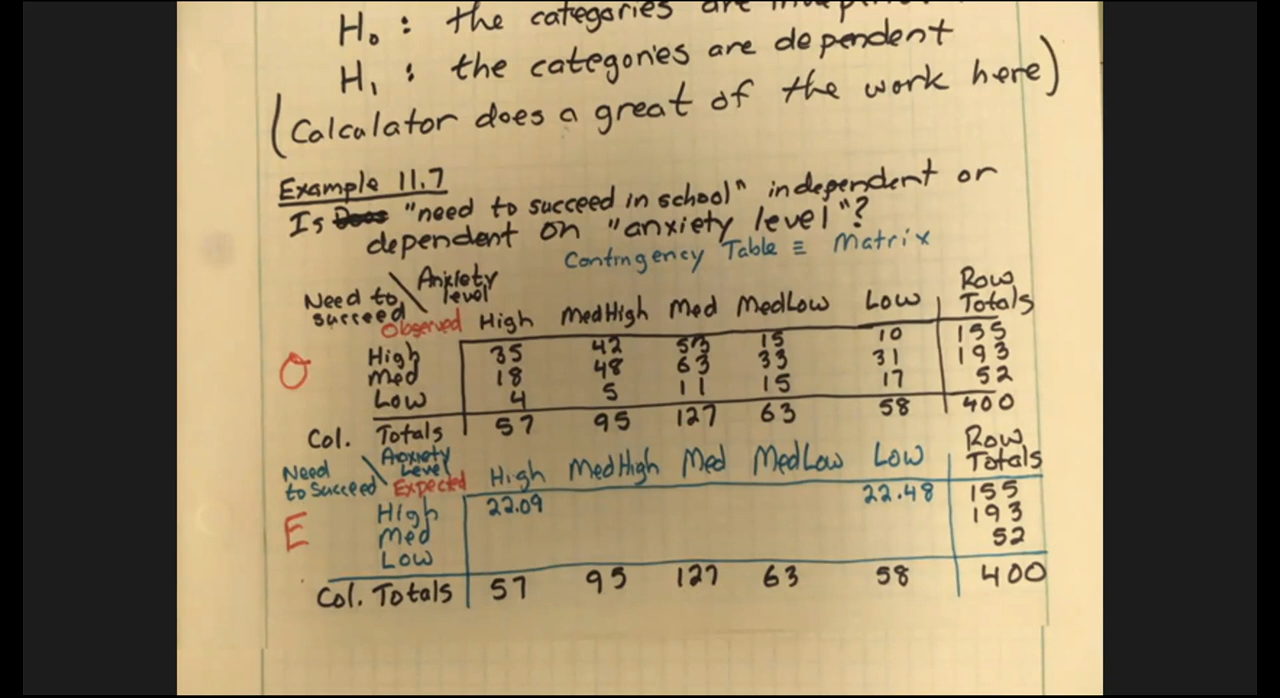 H₀ : the categories are
H₁ : the categories are dependent
(Calculator does a great of the work here)
Example 11.7
Is "need to succeed in school" independent or
dependent on "anxiety level"?
Contingency Table ≡ Matrix
Need to succeed \ Anxiety level Observed High MedHigh Med MedLow Low Row Totals
O
High 35 42 53 15 10 155
Med 18 48 63 33 31 193
Low 4 5 11 15 17 52
Col. Totals 57 95 127 63 58 400
Need to Succeed \ Anxiety Level Expected High MedHigh Med MedLow Low Row Totals
E
High 22.09 22.48 155
Med 193
Low 52
Col. Totals 57 95 127 63 58 400